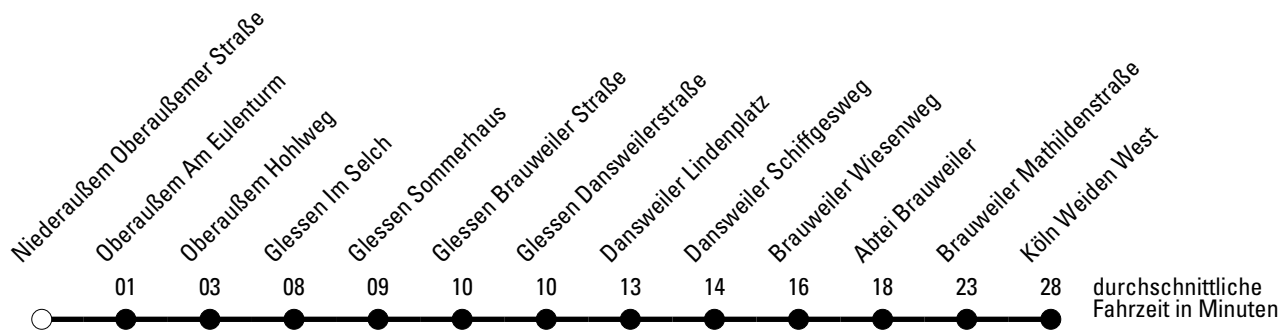 Niederaußem Oberaußemer Straße
Oberaußem Am Eulenturm
Oberaußem Hohlweg
Glessen Im Selch
Glessen Sommerhaus
Glessen Brauweiler Straße
Glessen Dansweilerstraße
Dansweiler Lindenplatz
Dansweiler Schiffgesweg
Brauweiler Wiesenweg
Abtei Brauweiler
Brauweiler Mathildenstraße
Köln Weiden West
01 03 08 09 10 10 13 14 16 18 23 28
durchschnittliche
Fahrzeit in Minuten